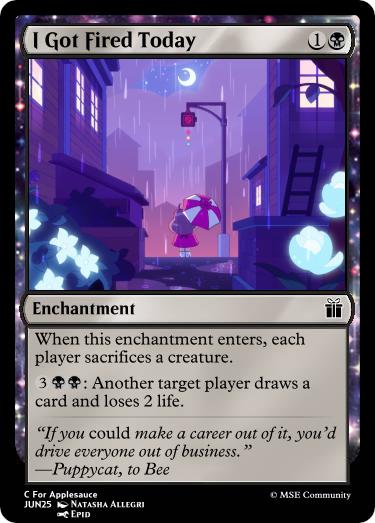 I Got Fired Today 1
Enchantment
When this enchantment enters, each
player sacrifices a creature.
3: Another target player draws a
card and loses 2 life.
“If you could make a career out of it, you’d
drive everyone out of business.”
—Puppycat, to Bee
C For Applesauce
JUN25 Natasha Allegri
Epid
© MSE Community